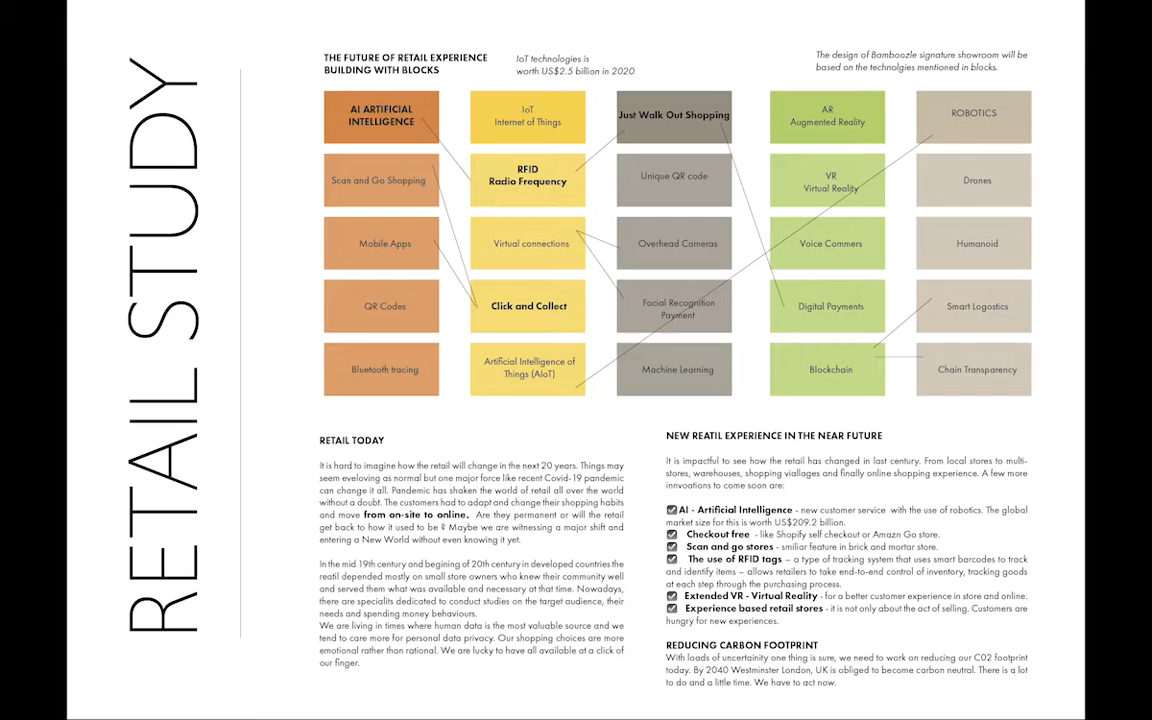 RETAIL STUDY
THE FUTURE OF RETAIL EXPERIENCE
BUILDING WITH BLOCKS
IoT technologies is
worth US$2.5 billion in 2020
The design of Bamboozle signature showroom will be
based on the technolgies mentioned in blocks.
AI ARTIFICIAL
INTELLIGENCE
Scan and Go Shopping
Mobile Apps
QR Codes
Bluetooth tracing
IoT
Internet of Things
RFID
Radio Frequency
Virtual connections
Click and Collect
Artificial Intelligence of
Things (AIoT)
Just Walk Out Shopping
Unique QR code
Overhead Cameras
Facial Recognition
Payment
Machine Learning
AR
Augmented Reality
VR
Virtual Reality
Voice Commers
Digital Payments
Blockchain
ROBOTICS
Drones
Humanoid
Smart Logostics
Chain Transparency
RETAIL TODAY
It is hard to imagine how the retail will change in the next 20 years. Things may
seem eveloving as normal but one major force like recent Covid-19 pandemic
can change it all. Pandemic has shaken the world of retail all over the world
without a doubt. The customers had to adapt and change their shopping habits
and move from on-site to online. Are they permanent or will the retail
get back to how it used to be ? Maybe we are witnessing a major shift and
entering a New World without even knowing it yet.
In the mid 19th century and begining of 20th century in developed countries the
reatil depended mostly on small store owners who knew their community well
and served them what was available and necessary at that time. Nowadays,
there are specialits dedicated to conduct studies on the target audience, their
needs and spending money behaviours.
We are living in times where human data is the most valuable source and we
tend to care more for personal data privacy. Our shopping choices are more
emotional rather than rational. We are lucky to have all available at a click of
our finger.
NEW REATIL EXPERIENCE IN THE NEAR FUTURE
It is impactful to see how the retail has changed in last century. From local stores to multi-
stores, warehouses, shopping viallages and finally online shopping experience. A few more
invoations to come soon are:
AI - Artificial Intelligence - new customer service with the use of robotics. The global
market size for this is worth US$209.2 billion.
Checkout free - like Shopify self checkout or Amazn Go store.
Scan and go stores - smiliar feature in brick and mortar store.
The use of RFID tags – a type of tracking system that uses smart barcodes to track
and identify items – allows retailers to take end-to-end control of inventory, tracking goods
at each step through the purchasing process.
Extended VR - Virtual Reality - for a better customer experience in store and online.
Experience based retail stores - it is not only about the act of selling. Customers are
hungry for new experiences.
REDUCING CARBON FOOTPRINT
With loads of uncertainity one thing is sure, we need to work on reducing our C02 footprint
today. By 2040 Westminster London, UK is obliged to become carbon neutral. There is a lot
to do and a little time. We have to act now.